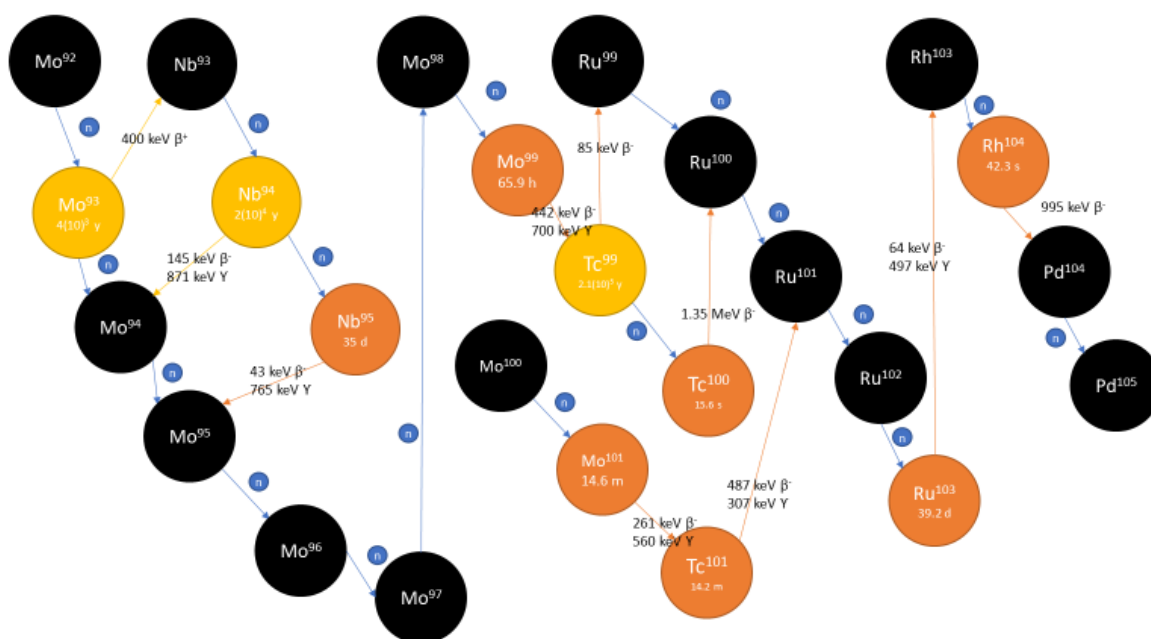 Mo⁹²
Nb⁹³
Mo⁹⁸
Ru⁹⁹
Rh¹⁰³
n
n
n
n
n
n
400 keV β⁺
85 keV β⁻
Mo⁹³
4(10)³ y
Nb⁹⁴
2(10)⁴ y
Mo⁹⁹
65.9 h
Ru¹⁰⁰
Rh¹⁰⁴
42.3 s
442 keV β⁻
700 keV ϒ
995 keV β⁻
n
n
n
145 keV β⁻
871 keV ϒ
Tc⁹⁹
2.1(10)⁵ y
64 keV β⁻
497 keV ϒ
Ru¹⁰¹
Pd¹⁰⁴
Mo⁹⁴
Nb⁹⁵
35 d
n
1.35 MeV β⁻
n
n
Mo¹⁰⁰
43 keV β⁻
765 keV ϒ
n
Tc¹⁰⁰
15.6 s
Ru¹⁰²
Pd¹⁰⁵
n
n
n
Mo⁹⁵
Mo¹⁰¹
14.6 m
n
487 keV β⁻
307 keV ϒ
Ru¹⁰³
39.2 d
261 keV β⁻
560 keV ϒ
Mo⁹⁶
n
Tc¹⁰¹
14.2 m
Mo⁹⁷